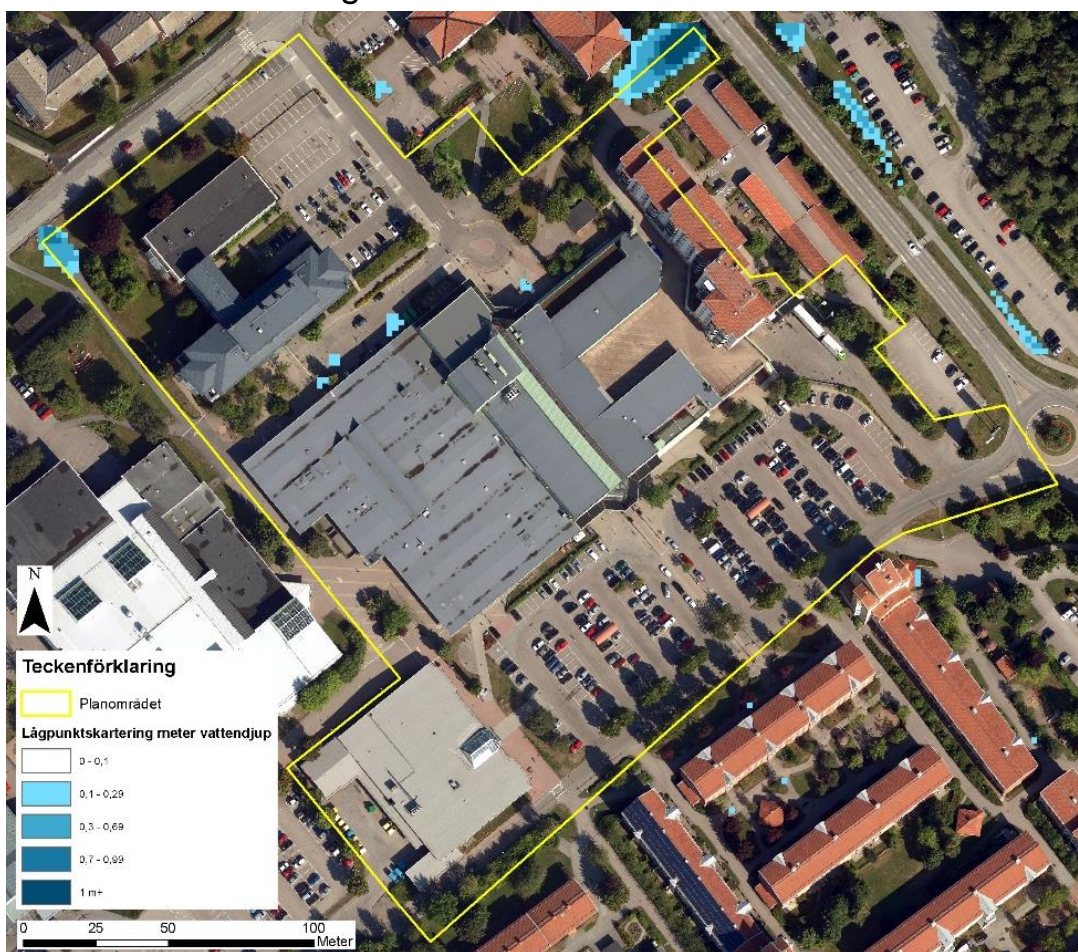 N
Teckenförklaring
Planområdet
Lågpunktskartering meter vattendjup
0 - 0,1
0,1 - 0,29
0,3 - 0,69
0,7 - 0,99
1 m+
0 25 50 100
Meter